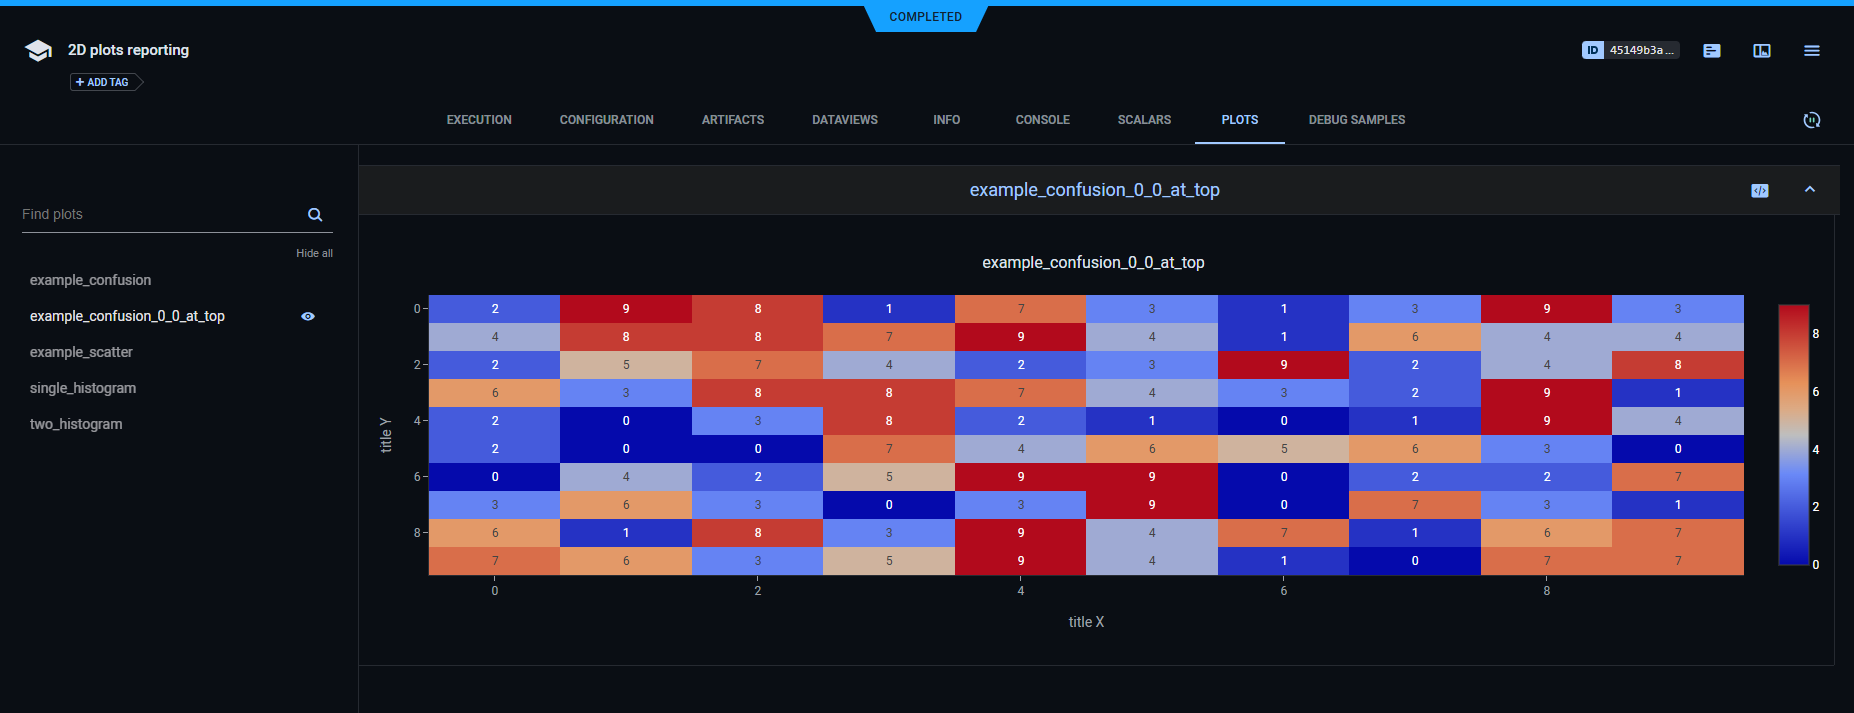 COMPLETED
2D plots reporting
ID 45149b3a ...
+ ADD TAG
EXECUTION CONFIGURATION ARTIFACTS DATAVIEWS INFO CONSOLE SCALARS PLOTS DEBUG SAMPLES
Find plots
Hide all
example_confusion
example_confusion_0_0_at_top
example_scatter
single_histogram
two_histogram
example_confusion_0_0_at_top
example_confusion_0_0_at_top
0 2 9 8 1 7 3 1 3 9 3
4 8 8 7 9 4 1 6 4 4
2 2 5 7 4 2 3 9 2 4 8
6 3 8 8 7 4 3 2 9 1
4 2 0 3 8 2 1 0 1 9 4
2 0 0 7 4 6 5 6 3 0
6 0 4 2 5 9 9 0 2 2 7
3 6 3 0 3 9 0 7 3 1
8 6 1 8 3 9 4 7 1 6 7
7 6 3 5 9 4 1 0 7 7
0 2 4 6 8
title X
title Y
8
6
4
2
0